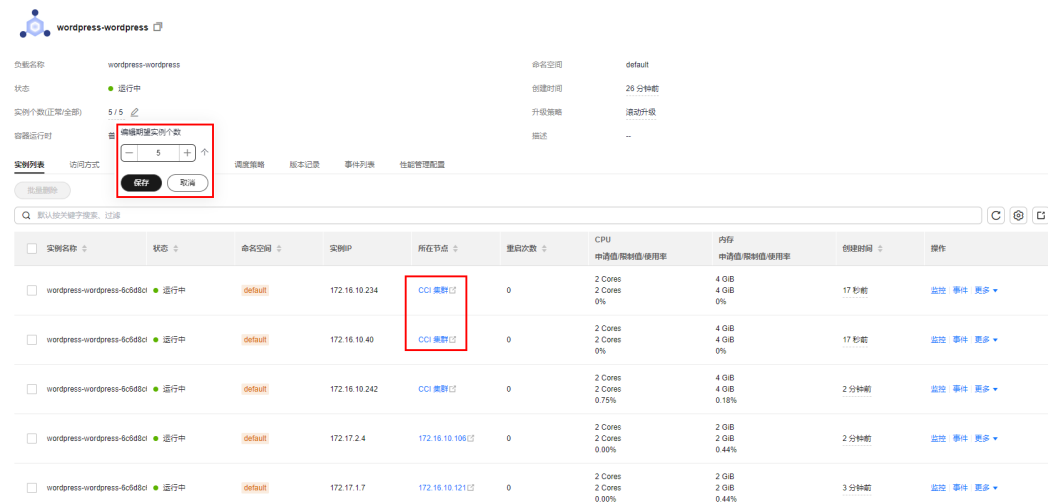 wordpress-wordpress
负载名称 wordpress-wordpress 命名空间 default
状态 运行中 创建时间 26 分钟前
实例个数(正常/全部) 5 / 5 升级策略 滚动升级
容器运行时 描述 --
编辑期望实例个数
5 个
保存 取消
实例列表 访问方式 调度策略 版本记录 事件列表 性能管理配置
批量删除
默认按关键字搜索、过滤
实例名称 状态 命名空间 实例IP 所在节点 重启次数 CPU 申请值/限制值/使用率 内存 申请值/限制值/使用率 创建时间 操作
wordpress-wordpress-6c6d8cf 运行中 default 172.16.10.234 CCI 集群 0 2 Cores 2 Cores 0% 4 GiB 4 GiB 0% 17 秒前 监控 事件 更多
wordpress-wordpress-6c6d8cf 运行中 default 172.16.10.40 CCI 集群 0 2 Cores 2 Cores 0% 4 GiB 4 GiB 0% 17 秒前 监控 事件 更多
wordpress-wordpress-6c6d8cf 运行中 default 172.16.10.242 CCI 集群 0 2 Cores 2 Cores 0.75% 4 GiB 4 GiB 0.18% 2 分钟前 监控 事件 更多
wordpress-wordpress-6c6d8cf 运行中 default 172.17.2.4 172.16.10.106 0 2 Cores 2 Cores 0.00% 2 GiB 2 GiB 0.44% 2 分钟前 监控 事件 更多
wordpress-wordpress-6c6d8cf 运行中 default 172.17.1.7 172.16.10.121 0 2 Cores 2 Cores 0.00% 2 GiB 2 GiB 0.44% 3 分钟前 监控 事件 更多